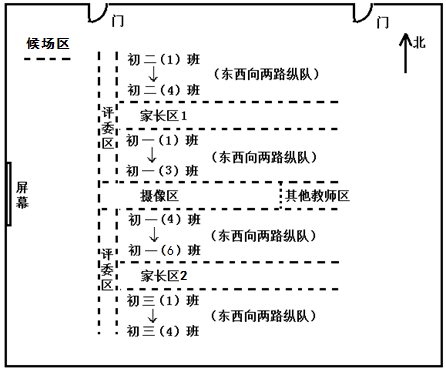 门
门
候场区
北
初二（1）班
（东西向两路纵队）
初二（4）班
评委区
家长区1
初一（1）班
（东西向两路纵队）
初一（3）班
屏幕
摄像区
其他教师区
初一（4）班
（东西向两路纵队）
初一（6）班
评委区
家长区2
初三（1）班
（东西向两路纵队）
初三（4）班